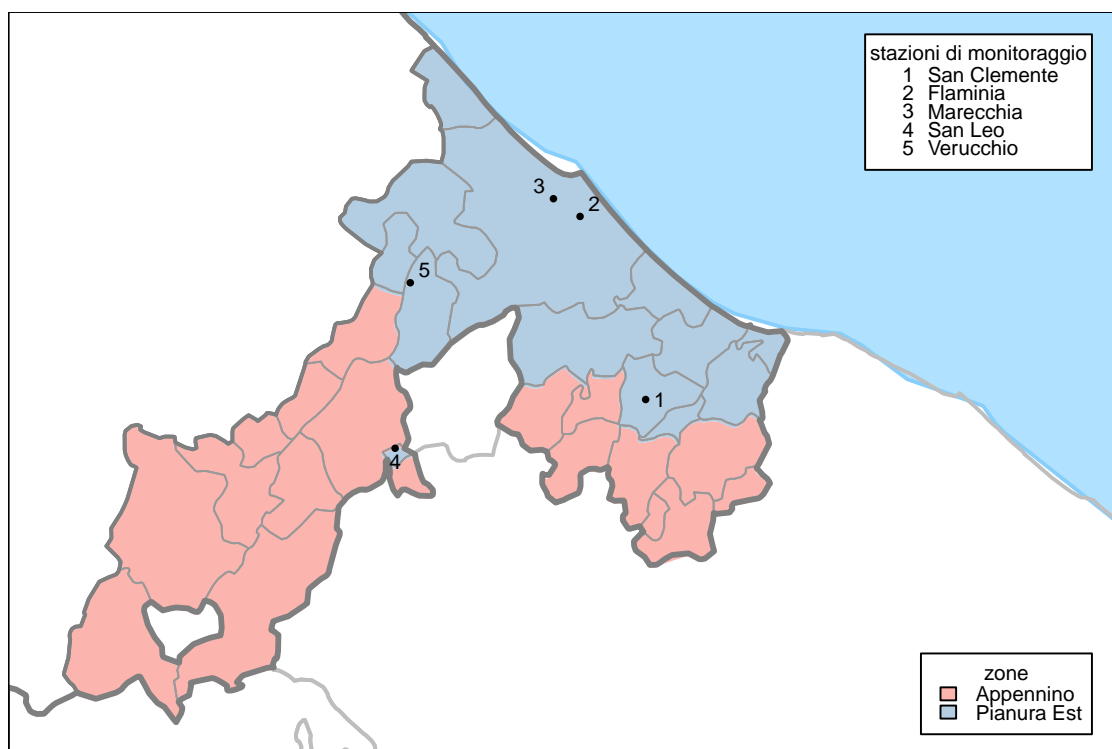 stazioni di monitoraggio
1 San Clemente
2 Flaminia
3 Marecchia
4 San Leo
5 Verucchio
3
2
5
1
4
zone
Appennino
Pianura Est